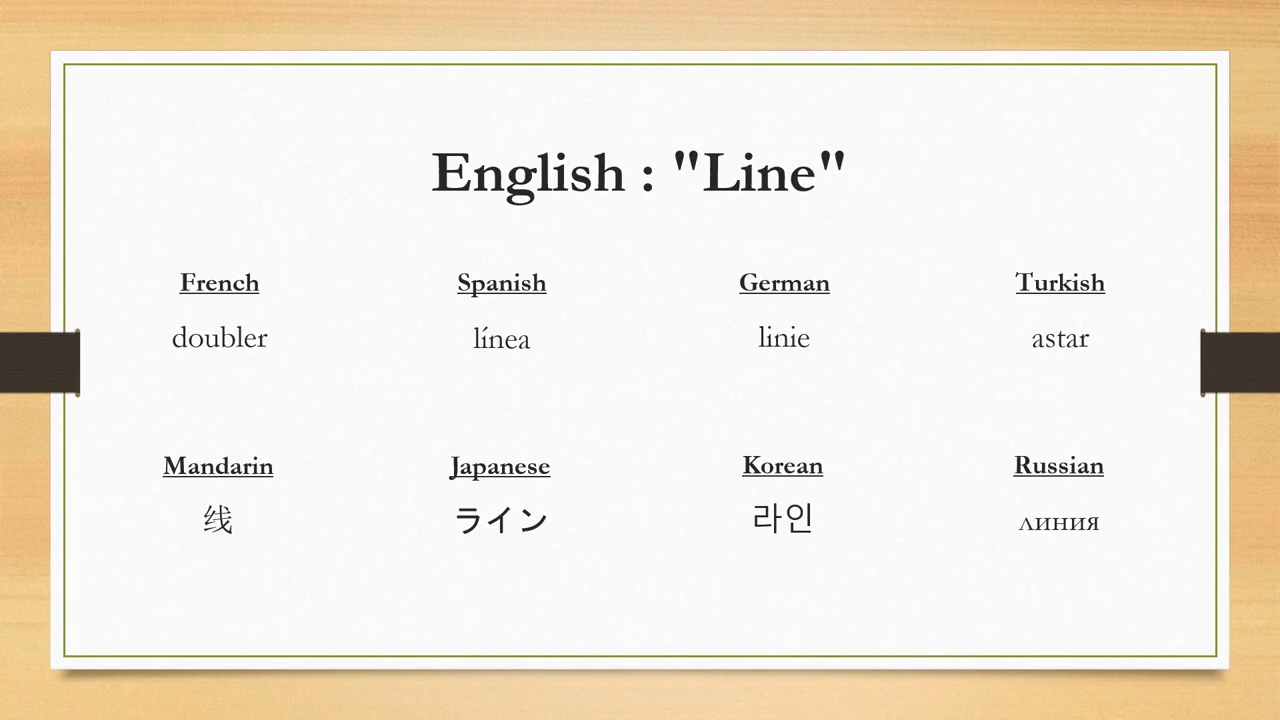 English : "Line"
French
Spanish
German
Turkish
doubler
línea
linie
astar
Mandarin
Japanese
Korean
Russian
线
ライン
라인
линия